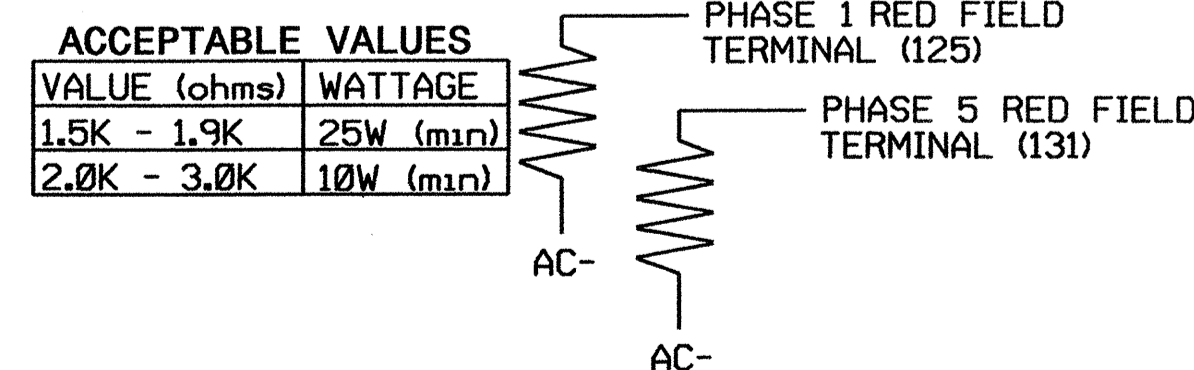 ACCEPTABLE VALUES
VALUE (ohms) WATTAGE
1.5K - 1.9K 25W (min)
2.0K - 3.0K 10W (min)
PHASE 1 RED FIELD
TERMINAL (125)
PHASE 5 RED FIELD
TERMINAL (131)
AC-
AC-